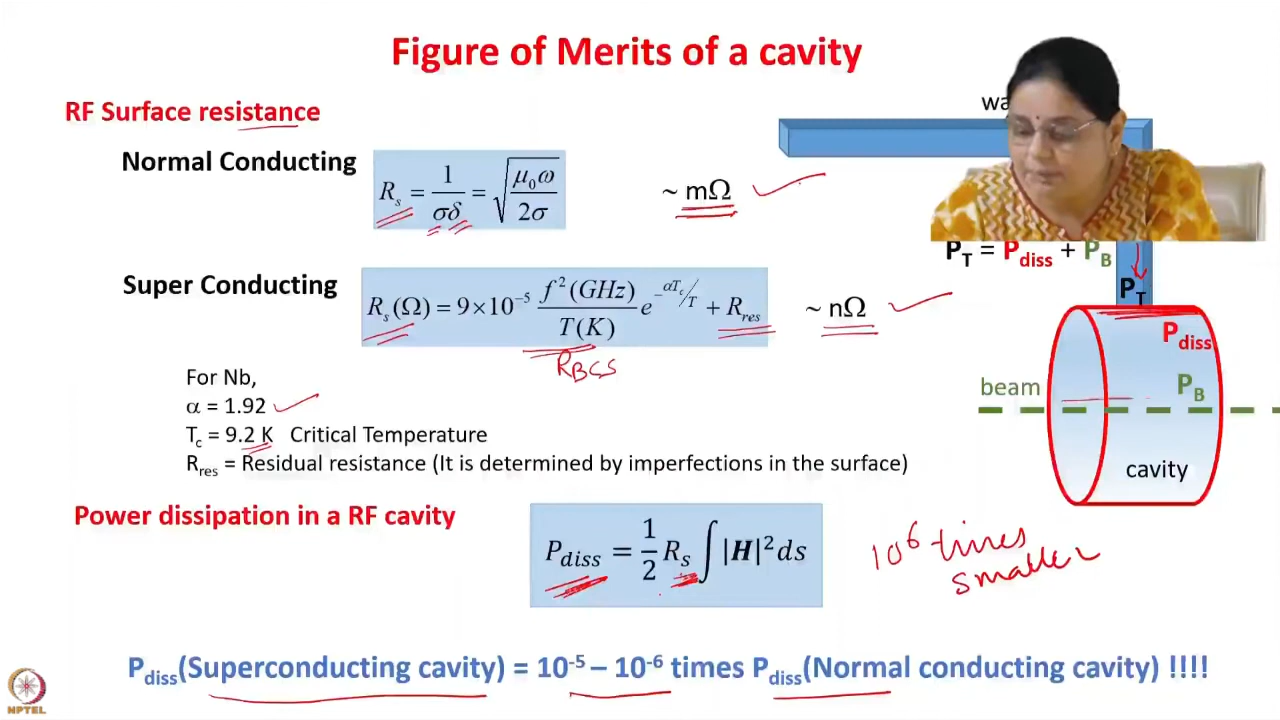 Figure of Merits of a cavity
RF Surface resistance
Normal Conducting
R_s = 1/(σδ) = √(μ₀ω/(2σ))
~ mΩ
Super Conducting
R_s(Ω) = 9×10⁻⁵ (f²(GHz)/T(K)) e^(−αT_c/T) + R_res
~ nΩ
R_BCS
P_T = P_diss + P_B
P_T
P_diss
beam
P_B
cavity
For Nb,
α = 1.92
T_c = 9.2 K Critical Temperature
R_res = Residual resistance (It is determined by imperfections in the surface)
Power dissipation in a RF cavity
P_diss = 1/2 R_s ∫|H|²ds
10⁶ times
smaller
P_diss(Superconducting cavity) = 10⁻⁵ – 10⁻⁶ times P_diss(Normal conducting cavity) !!!!
NPTEL